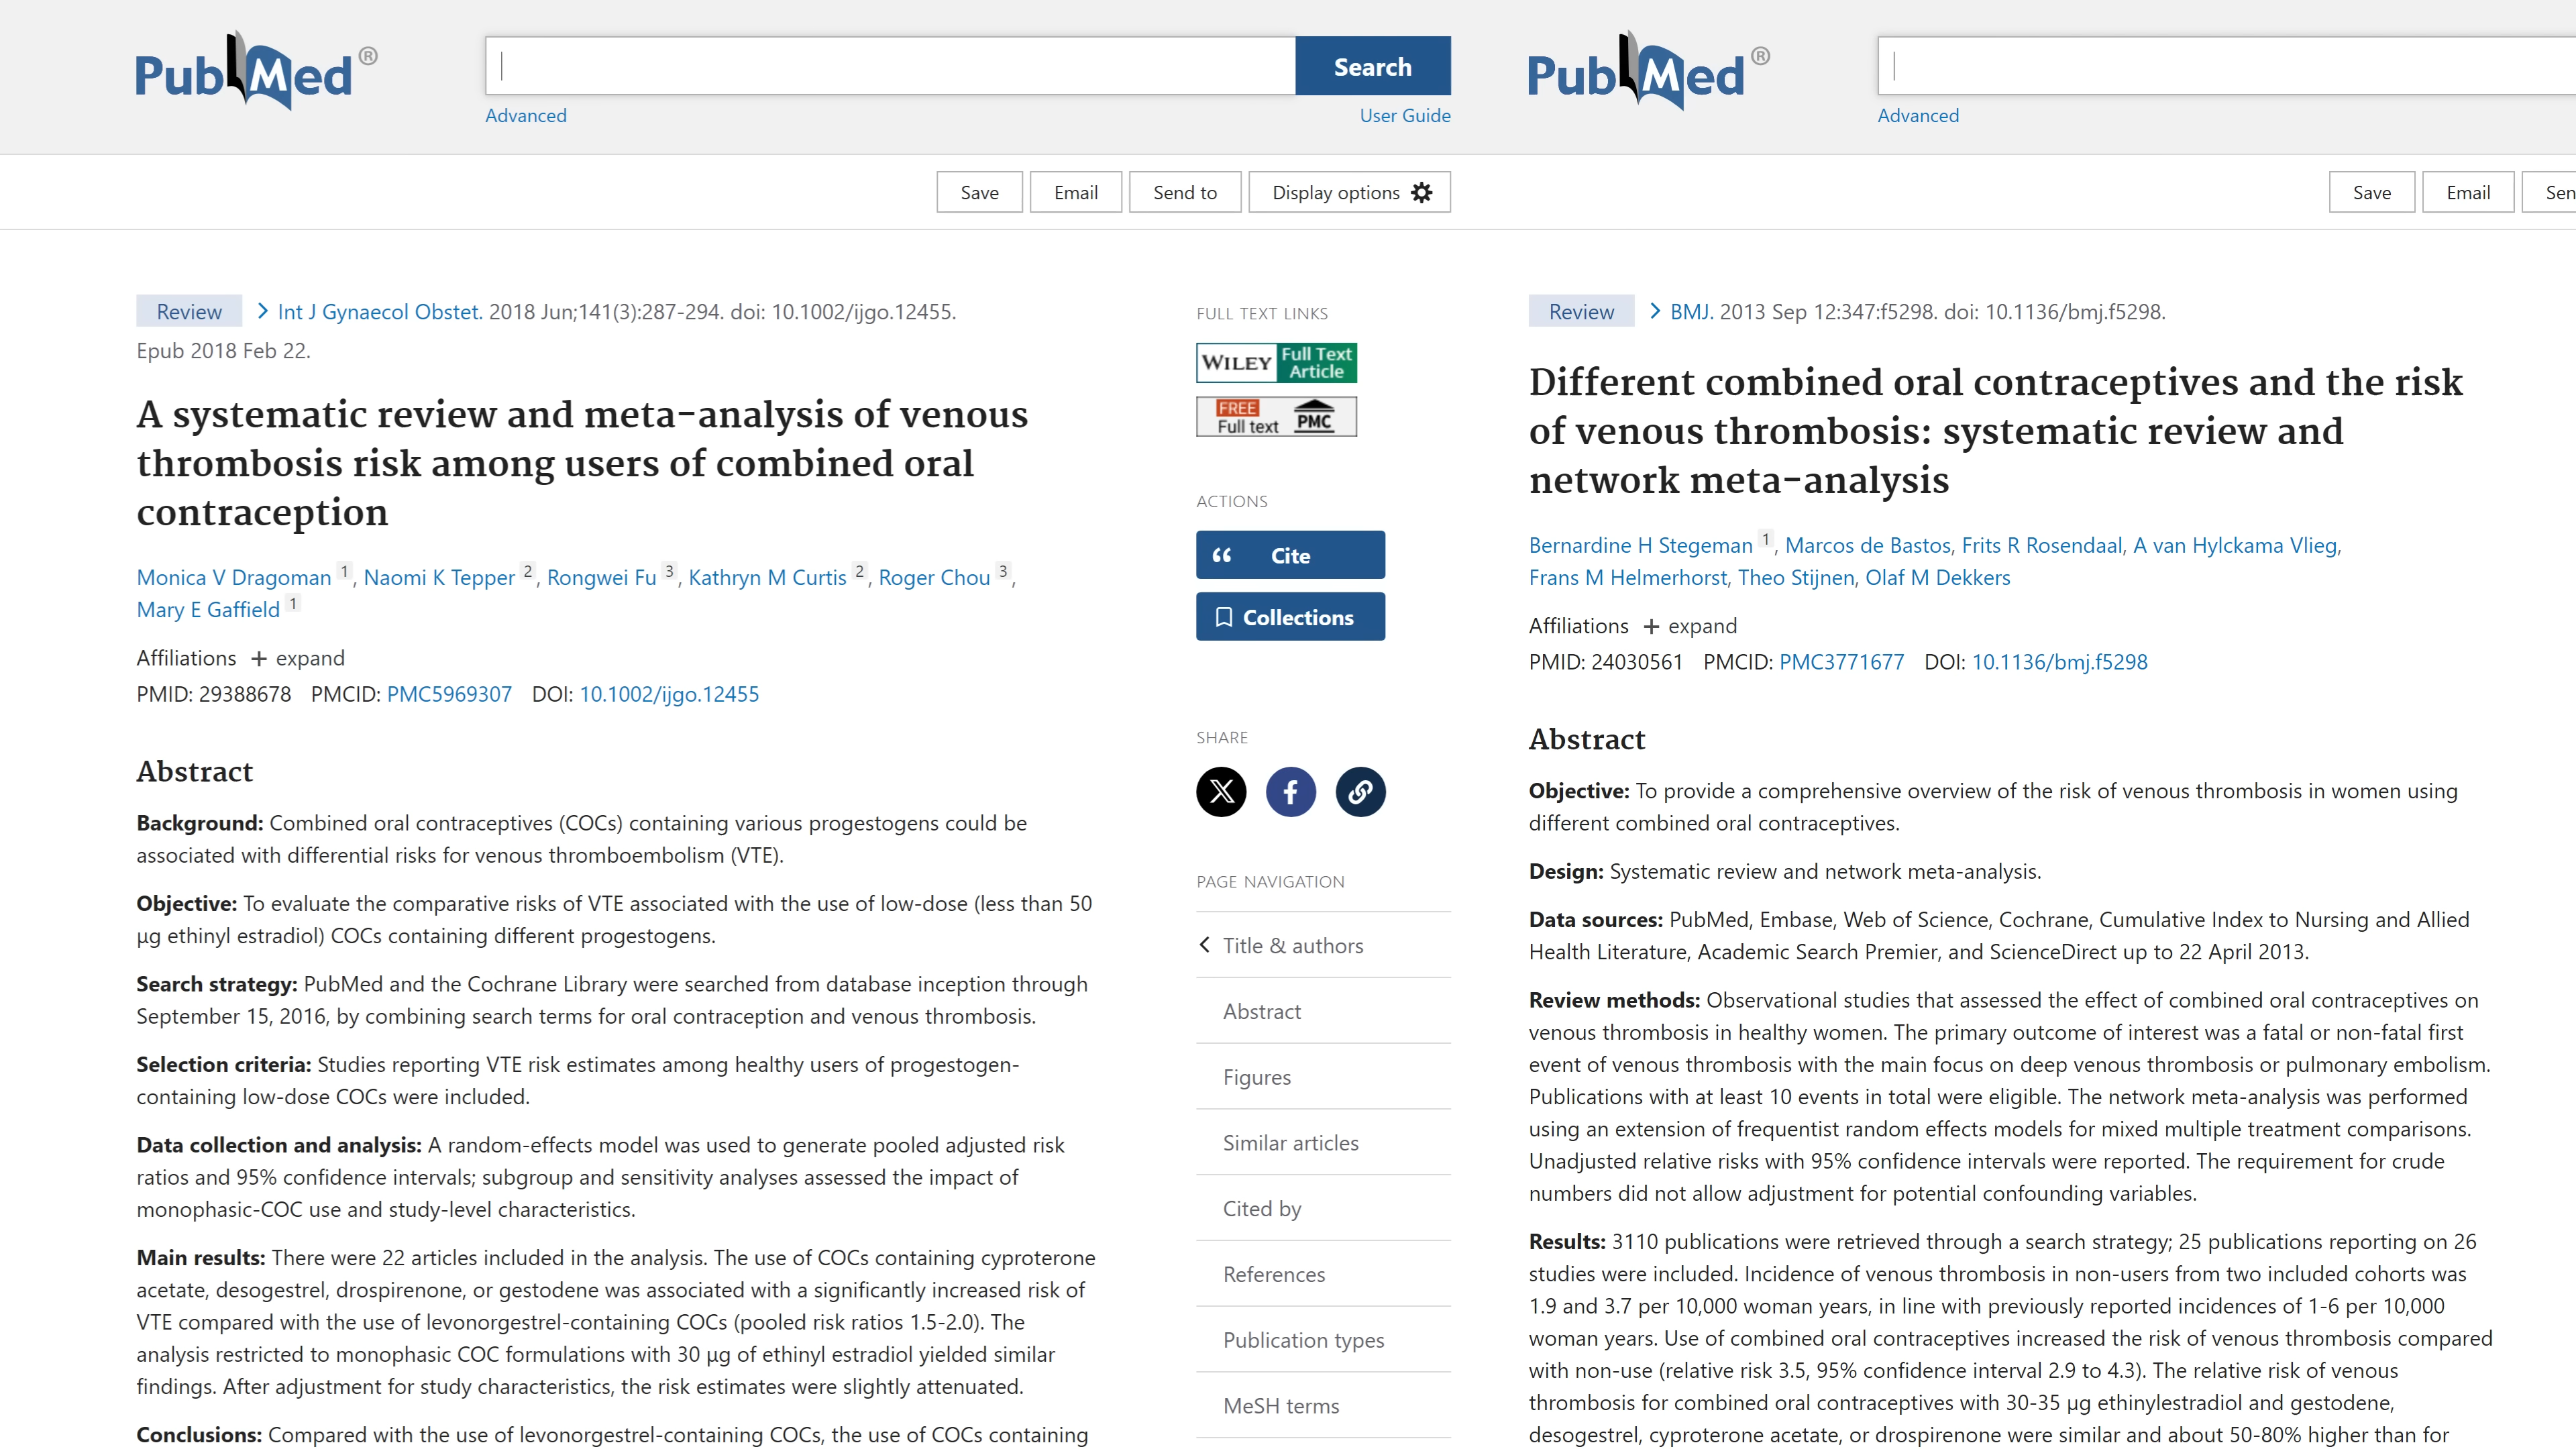 PubMed®
Search
Advanced
User Guide
Save
Email
Send to
Display options
Review
Int J Gynaecol Obstet. 2018 Jun;141(3):287-294. doi: 10.1002/ijgo.12455.
Epub 2018 Feb 22.
A systematic review and meta-analysis of venous
thrombosis risk among users of combined oral
contraception
Monica V Dragoman 1, Naomi K Tepper 2, Rongwei Fu 3, Kathryn M Curtis 2, Roger Chou 3,
Mary E Gaffield 1
Affiliations + expand
PMID: 29388678 PMCID: PMC5969307 DOI: 10.1002/ijgo.12455
Abstract
Background: Combined oral contraceptives (COCs) containing various progestogens could be
associated with differential risks for venous thromboembolism (VTE).
Objective: To evaluate the comparative risks of VTE associated with the use of low-dose (less than 50
μg ethinyl estradiol) COCs containing different progestogens.
Search strategy: PubMed and the Cochrane Library were searched from database inception through
September 15, 2016, by combining search terms for oral contraception and venous thrombosis.
Selection criteria: Studies reporting VTE risk estimates among healthy users of progestogen-
containing low-dose COCs were included.
Data collection and analysis: A random-effects model was used to generate pooled adjusted risk
ratios and 95% confidence intervals; subgroup and sensitivity analyses assessed the impact of
monophasic-COC use and study-level characteristics.
Main results: There were 22 articles included in the analysis. The use of COCs containing cyproterone
acetate, desogestrel, drospirenone, or gestodene was associated with a significantly increased risk of
VTE compared with the use of levonorgestrel-containing COCs (pooled risk ratios 1.5-2.0). The
analysis restricted to monophasic COC formulations with 30 μg of ethinyl estradiol yielded similar
findings. After adjustment for study characteristics, the risk estimates were slightly attenuated.
Conclusions: Compared with the use of levonorgestrel-containing COCs, the use of COCs containing
FULL TEXT LINKS
WILEY Full Text
Article
FREE
Full text PMC
ACTIONS
Cite
Collections
SHARE
PAGE NAVIGATION
Title & authors
Abstract
Figures
Similar articles
Cited by
References
Publication types
MeSH terms
PubMed®
Advanced
Save
Email
Sen
Review
BMJ. 2013 Sep 12:347:f5298. doi: 10.1136/bmj.f5298.
Different combined oral contraceptives and the risk
of venous thrombosis: systematic review and
network meta-analysis
Bernardine H Stegeman 1, Marcos de Bastos, Frits R Rosendaal, A van Hylckama Vlieg,
Frans M Helmerhorst, Theo Stijnen, Olaf M Dekkers
Affiliations + expand
PMID: 24030561 PMCID: PMC3771677 DOI: 10.1136/bmj.f5298
Abstract
Objective: To provide a comprehensive overview of the risk of venous thrombosis in women using
different combined oral contraceptives.
Design: Systematic review and network meta-analysis.
Data sources: PubMed, Embase, Web of Science, Cochrane, Cumulative Index to Nursing and Allied
Health Literature, Academic Search Premier, and ScienceDirect up to 22 April 2013.
Review methods: Observational studies that assessed the effect of combined oral contraceptives on
venous thrombosis in healthy women. The primary outcome of interest was a fatal or non-fatal first
event of venous thrombosis with the main focus on deep venous thrombosis or pulmonary embolism.
Publications with at least 10 events in total were eligible. The network meta-analysis was performed
using an extension of frequentist random effects models for mixed multiple treatment comparisons.
Unadjusted relative risks with 95% confidence intervals were reported. The requirement for crude
numbers did not allow adjustment for potential confounding variables.
Results: 3110 publications were retrieved through a search strategy; 25 publications reporting on 26
studies were included. Incidence of venous thrombosis in non-users from two included cohorts was
1.9 and 3.7 per 10,000 woman years, in line with previously reported incidences of 1-6 per 10,000
woman years. Use of combined oral contraceptives increased the risk of venous thrombosis compared
with non-use (relative risk 3.5, 95% confidence interval 2.9 to 4.3). The relative risk of venous
thrombosis for combined oral contraceptives with 30-35 μg ethinylestradiol and gestodene,
desogestrel, cyproterone acetate, or drospirenone were similar and about 50-80% higher than for